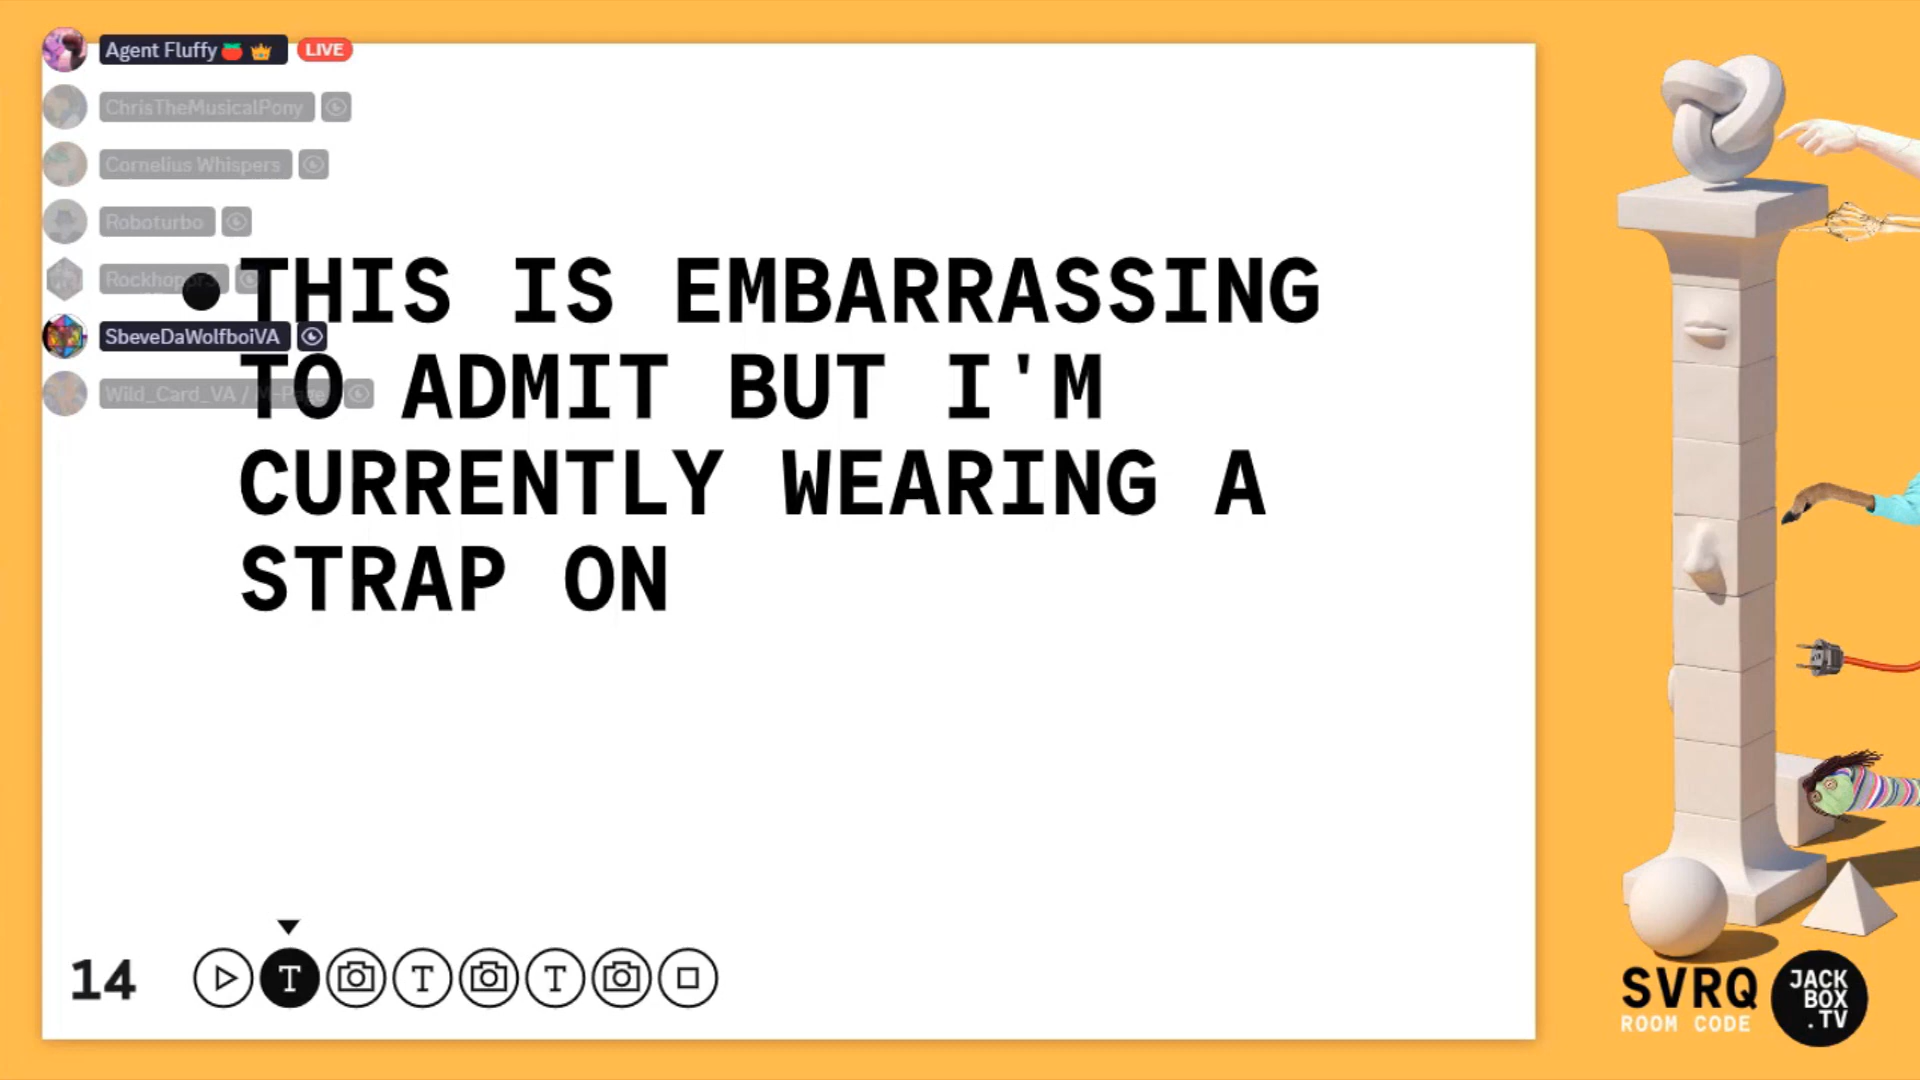 Agent Fluffy LIVE
ChrisTheMusicalPony
Cornelius Whispers
Roboturbo
SbeveDaWolfboiVA
Wild_Card_VA /
THIS IS EMBARRASSING
TO ADMIT BUT I'M
CURRENTLY WEARING A
STRAP ON
14
T T T
SVRQ
ROOM CODE
JACK
BOX
.TV